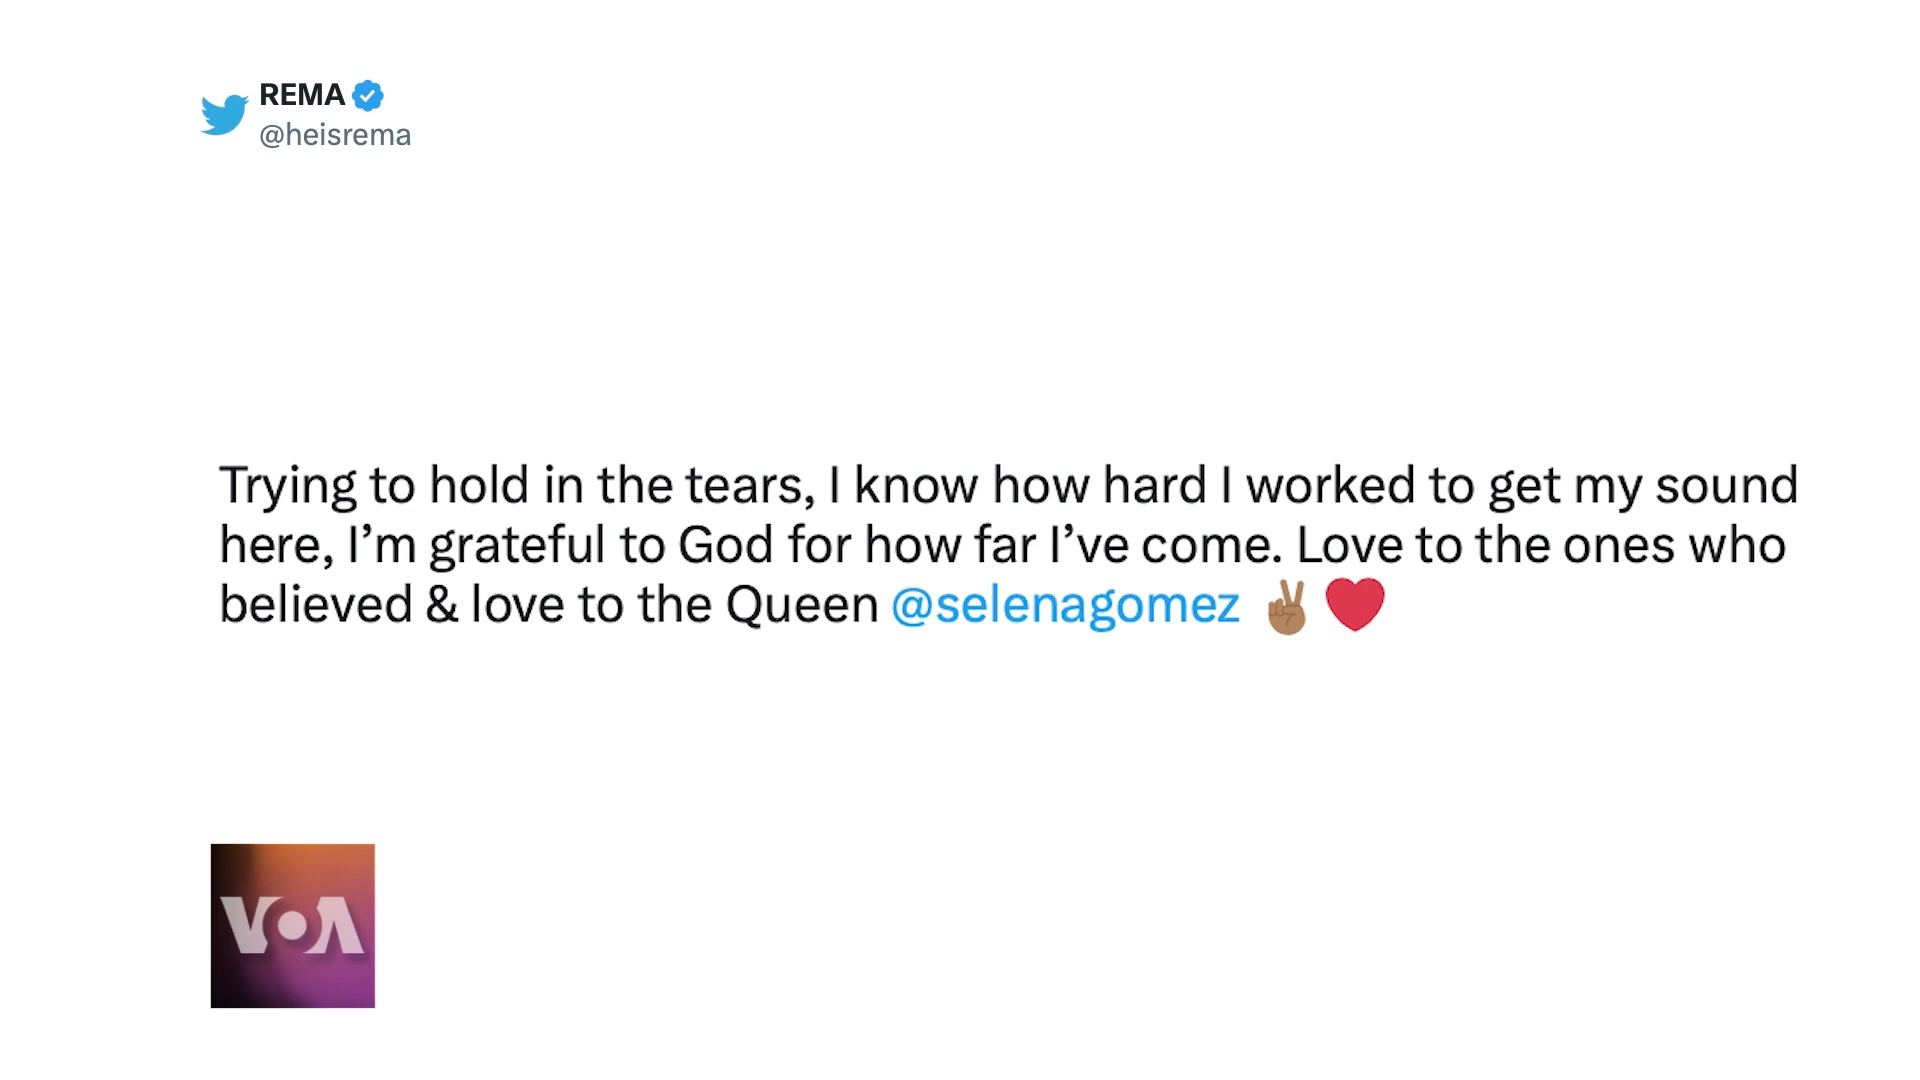 REMA
@heisrema
Trying to hold in the tears, I know how hard I worked to get my sound
here, I’m grateful to God for how far I’ve come. Love to the ones who
believed & love to the Queen @selenagomez ✌🏽❤️
VOA